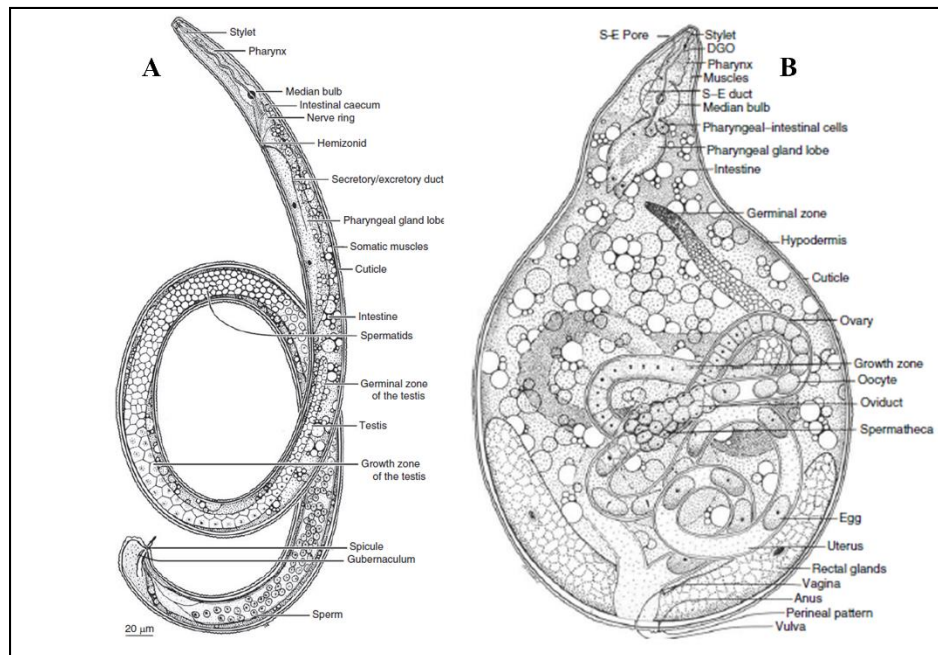 A
Stylet
Pharynx
Median bulb
Intestinal caecum
Nerve ring
Hemizonid
Secretory/excretory duct
Pharyngeal gland lobe
Somatic muscles
Cuticle
Intestine
Spermatids
Germinal zone
of the testis
Testis
Growth zone
of the testis
Spicule
Gubernaculum
Sperm
20 µm
B
S-E Pore
Stylet
DGO
Pharynx
Muscles
S–E duct
Median bulb
Pharyngeal–intestinal cells
Pharyngeal gland lobe
Intestine
Germinal zone
Hypodermis
Cuticle
Ovary
Growth zone
Oocyte
Oviduct
Spermatheca
Egg
Uterus
Rectal glands
Vagina
Anus
Perineal pattern
Vulva